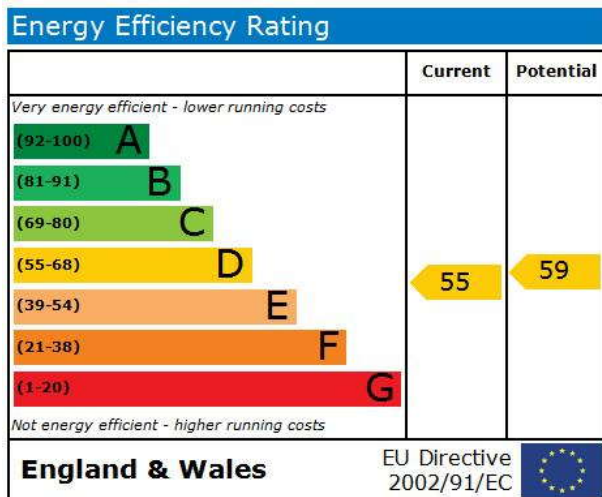 Energy Efficiency Rating
Current Potential
Very energy efficient - lower running costs
(92-100) A
(81-91) B
(69-80) C
(55-68) D
55 59
(39-54) E
(21-38) F
(1-20) G
Not energy efficient - higher running costs
England & Wales
EU Directive
2002/91/EC